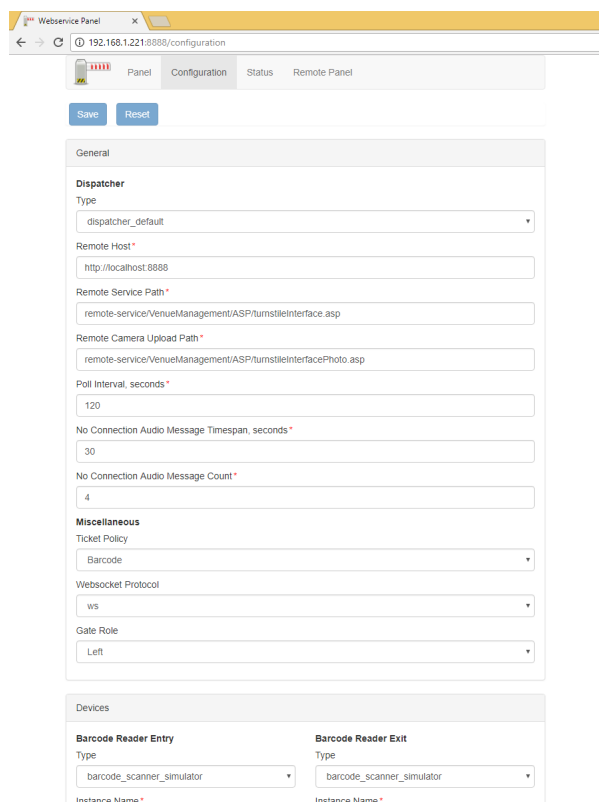 Webservice Panel
192.168.1.221:8888/configuration
Panel Configuration Status Remote Panel
Save Reset
General
Dispatcher
Type
dispatcher_default
Remote Host*
http://localhost:8888
Remote Service Path*
remote-service/VenueManagement/ASP/turnstileInterface.asp
Remote Camera Upload Path*
remote-service/VenueManagement/ASP/turnstileInterfacePhoto.asp
Poll Interval, seconds*
120
No Connection Audio Message Timespan, seconds*
30
No Connection Audio Message Count*
4
Miscellaneous
Ticket Policy
Barcode
Websocket Protocol
ws
Gate Role
Left
Devices
Barcode Reader Entry Barcode Reader Exit
Type Type
barcode_scanner_simulator barcode_scanner_simulator
Instance Name* Instance Name*